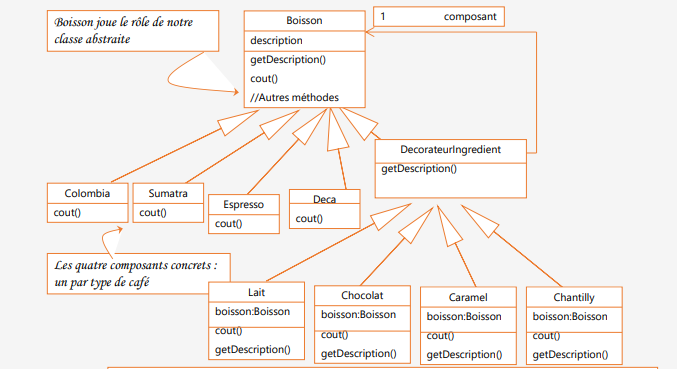 Boisson joue le rôle de notre
classe abstraite
Boisson
description
getDescription()
cout()
//Autres méthodes
1 composant
DecorateurIngredient
getDescription()
Colombia
cout()
Sumatra
cout()
Espresso
cout()
Deca
cout()
Les quatre composants concrets :
un par type de café
Lait
boisson:Boisson
cout()
getDescription()
Chocolat
boisson:Boisson
cout()
getDescription()
Caramel
boisson:Boisson
cout()
getDescription()
Chantilly
boisson:Boisson
cout()
getDescription()